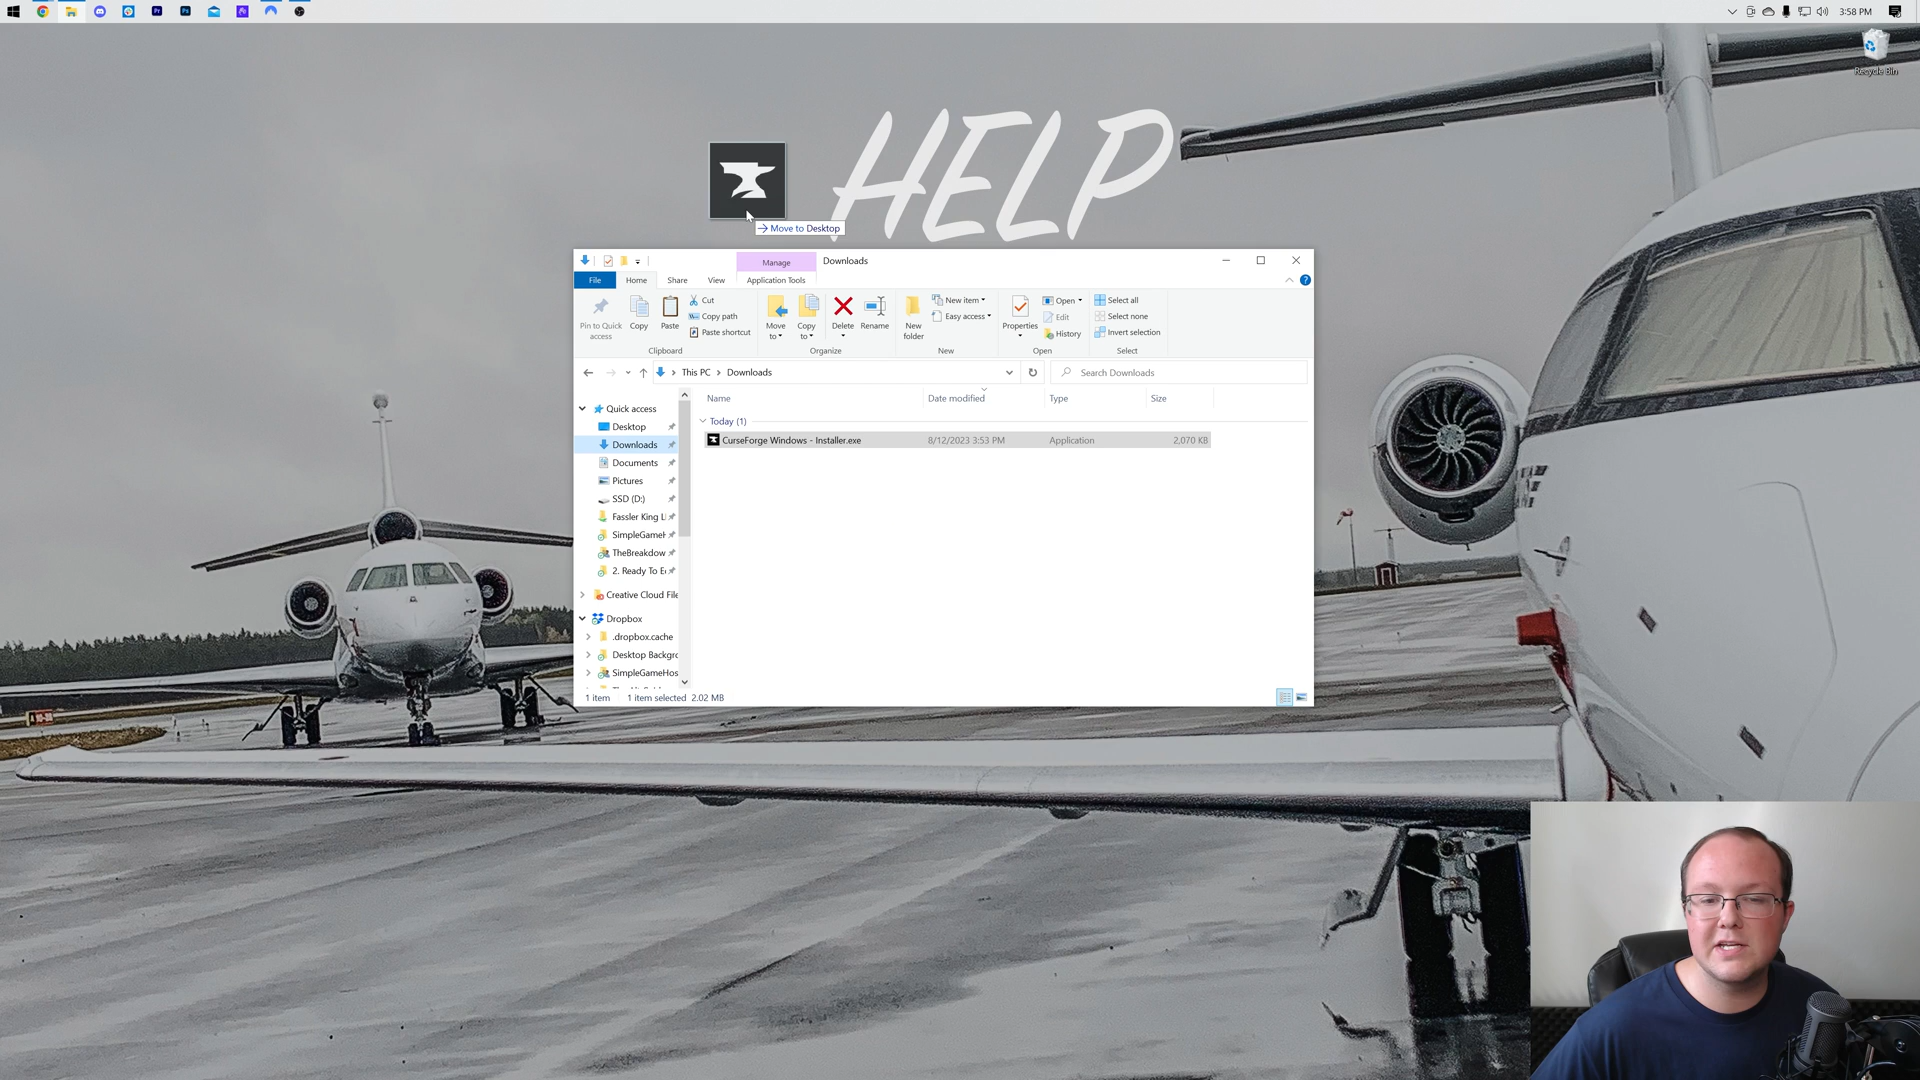 3:58 PM
Recycle Bin
HELP
Move to Desktop
Manage
Downloads
File
Home
Share
View
Application Tools
Pin to Quick access
Copy
Paste
Cut
Copy path
Paste shortcut
Clipboard
Move to
Copy to
Delete
Rename
Organize
New folder
New item
Easy access
New
Properties
Open
Edit
History
Open
Select all
Select none
Invert selection
Select
This PC > Downloads
Search Downloads
Name
Date modified
Type
Size
Today (1)
CurseForge Windows - Installer.exe
8/12/2023 3:53 PM
Application
2,070 KB
Quick access
Desktop
Downloads
Documents
Pictures
SSD (D:)
Fassler King L
SimpleGameH
TheBreakdow
2. Ready To E
Creative Cloud File
Dropbox
.dropbox.cache
Desktop Backgro
SimpleGameHos
1 item
1 item selected 2.02 MB